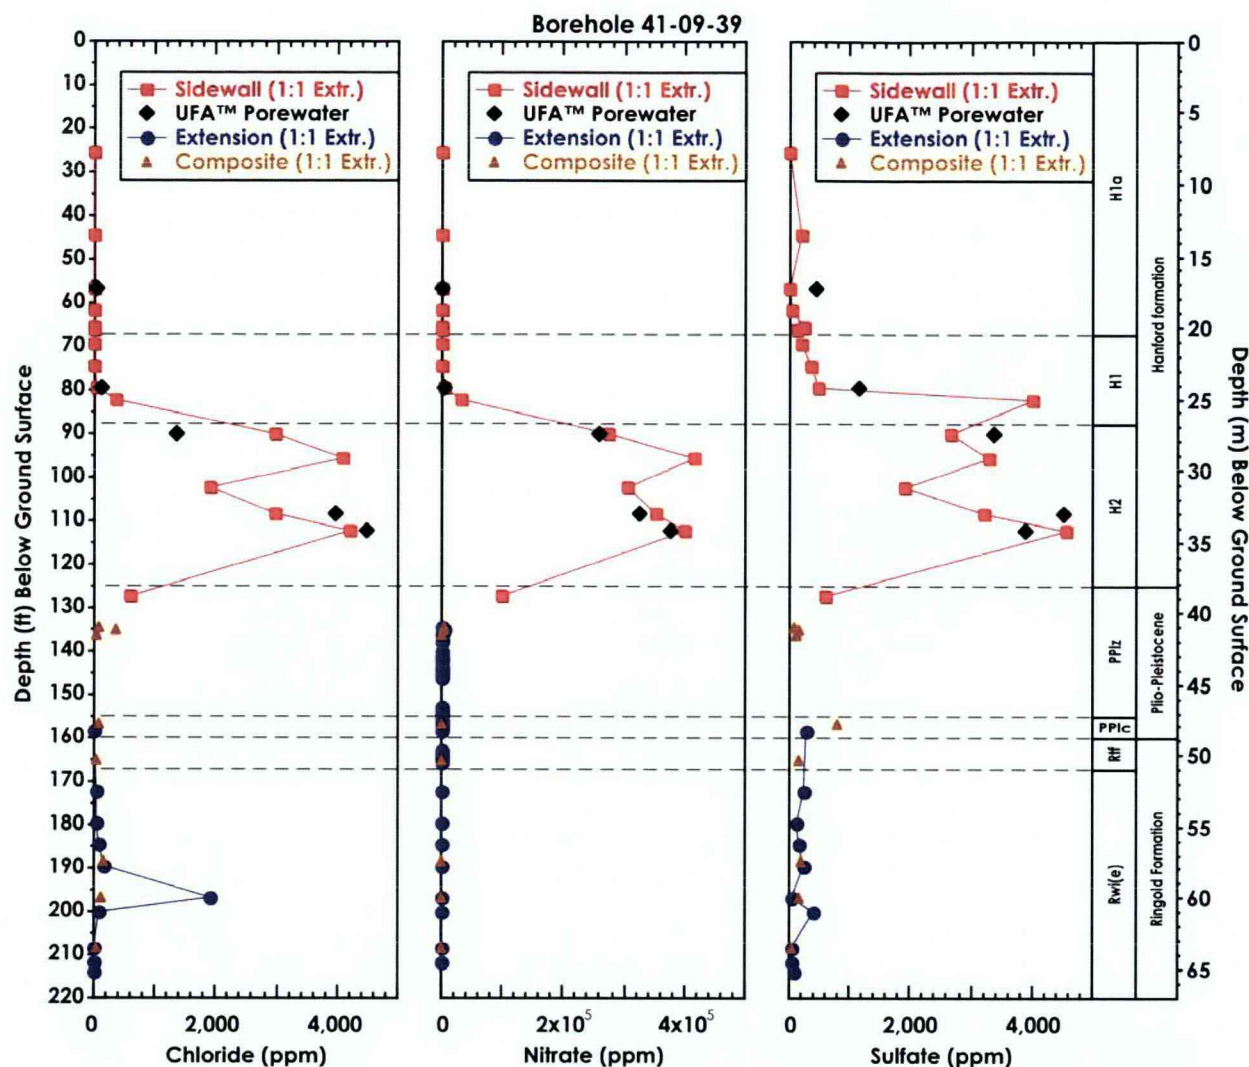 Borehole 41-09-39
Sidewall (1:1 Extr.)
UFA™ Porewater
Extension (1:1 Extr.)
Composite (1:1 Extr.)
Sidewall (1:1 Extr.)
UFA™ Porewater
Extension (1:1 Extr.)
Composite (1:1 Extr.)
Sidewall (1:1 Extr.)
UFA™ Porewater
Extension (1:1 Extr.)
Composite (1:1 Extr.)
Depth (ft) Below Ground Surface
0
10
20
30
40
50
60
70
80
90
100
110
120
130
140
150
160
170
180
190
200
210
220
0 2,000 4,000
Chloride (ppm)
0 2x10⁵ 4x10⁵
Nitrate (ppm)
0 2,000 4,000
Sulfate (ppm)
H1a
H1
H2
PPlz
PPlc
Rtf
Rwi(e)
Hanford formation
Plio-Pleistocene
Ringold Formation
0
5
10
15
20
25
30
35
40
45
50
55
60
65
Depth (m) Below Ground Surface